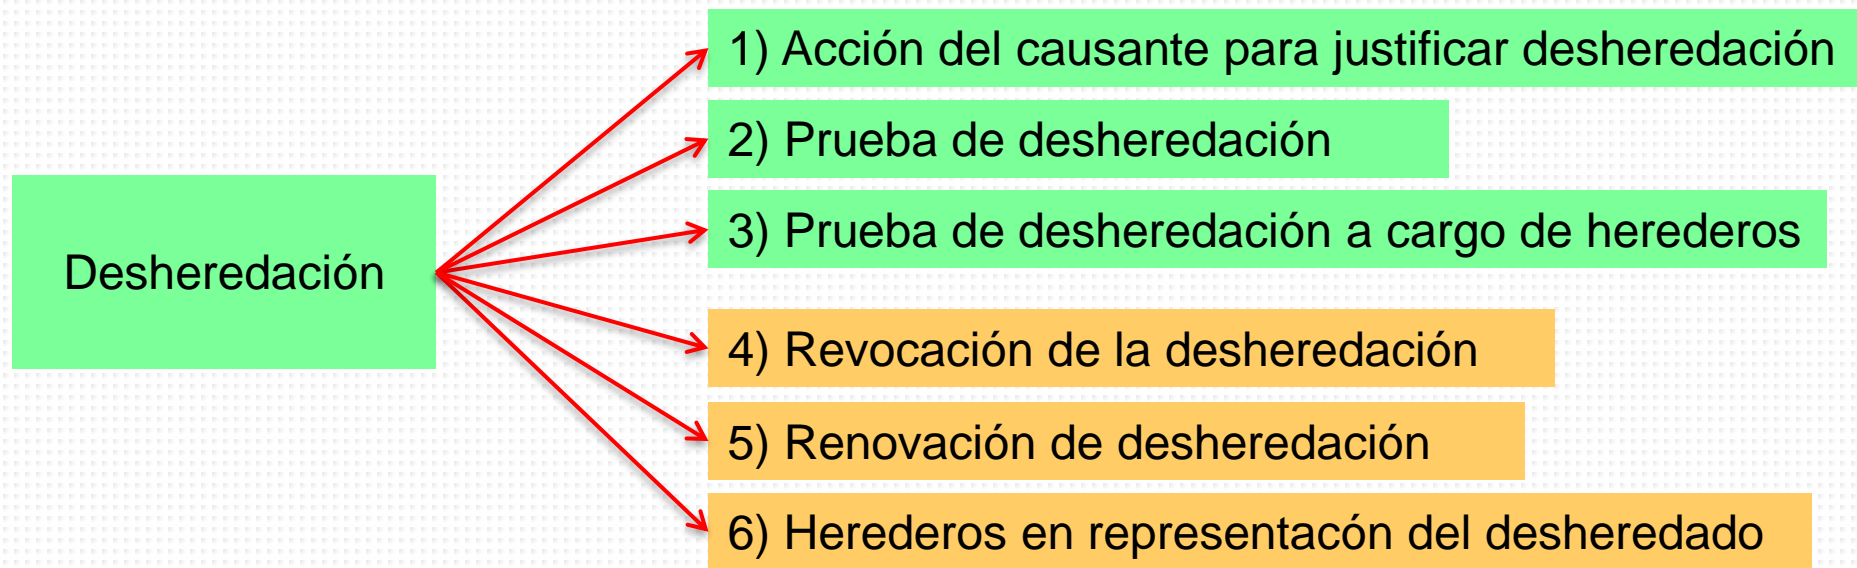 1) Acción del causante para justificar desheredación
2) Prueba de desheredación
3) Prueba de desheredación a cargo de herederos
Desheredación
4) Revocación de la desheredación
5) Renovación de desheredación
6) Herederos en representacón del desheredado